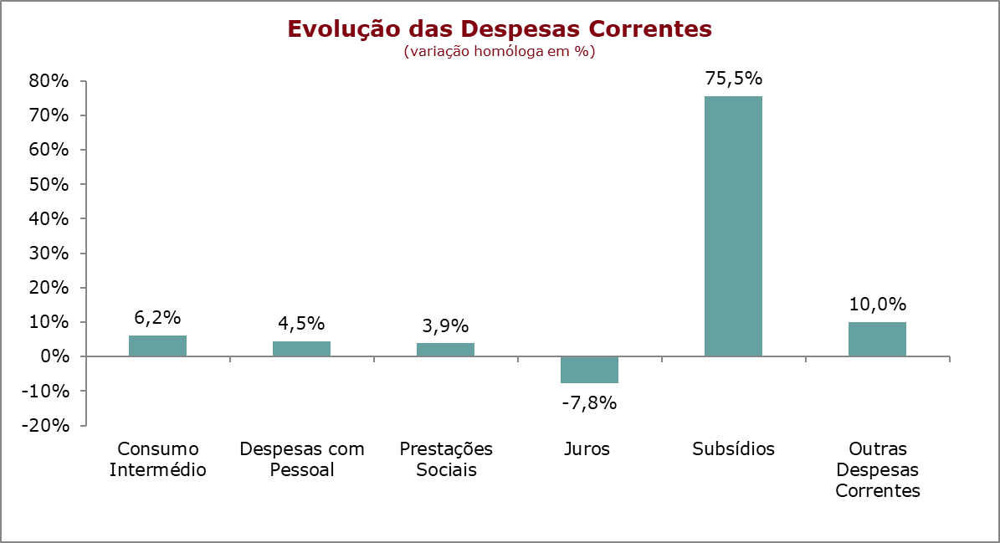 Evolução das Despesas Correntes
(variação homóloga em %)
80%
70%
60%
50%
40%
30%
20%
10%
0%
-10%
-20%
6,2%
4,5%
3,9%
-7,8%
75,5%
10,0%
Consumo
Intermédio
Despesas com
Pessoal
Prestações
Sociais
Juros
Subsídios
Outras
Despesas
Correntes